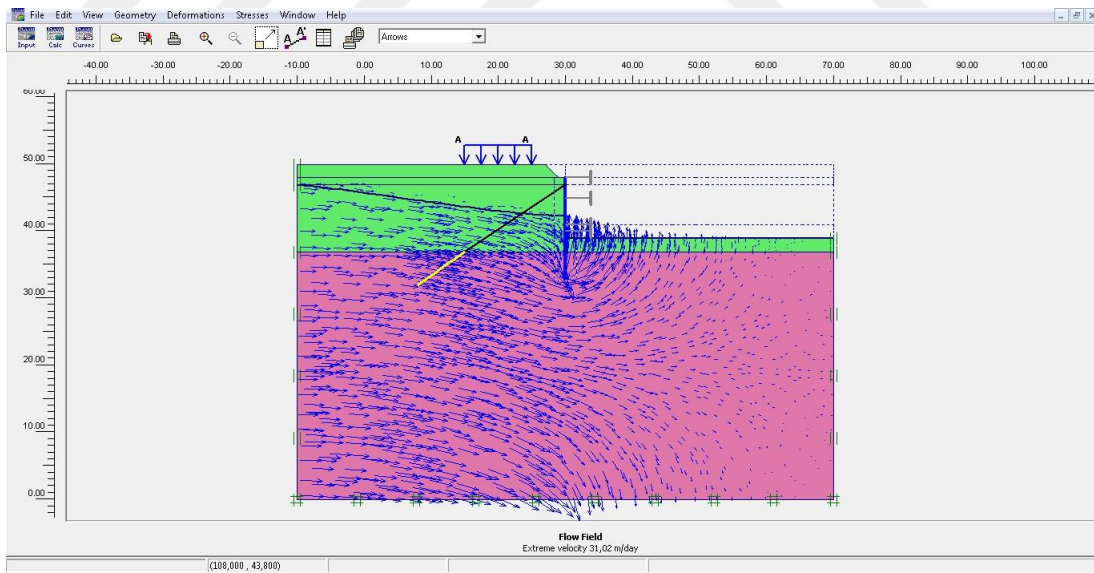 File Edit View Geometry Deformations Stresses Window Help
Input Calc Curves A A' Arrows
-40.00 -30.00 -20.00 -10.00 0.00 10.00 20.00 30.00 40.00 50.00 60.00 70.00 80.00 90.00 100.00
60.00
50.00
40.00
30.00
20.00
10.00
0.00
A A
Flow Field
Extreme velocity 31,02 m/day
(108,000 , 43,800)